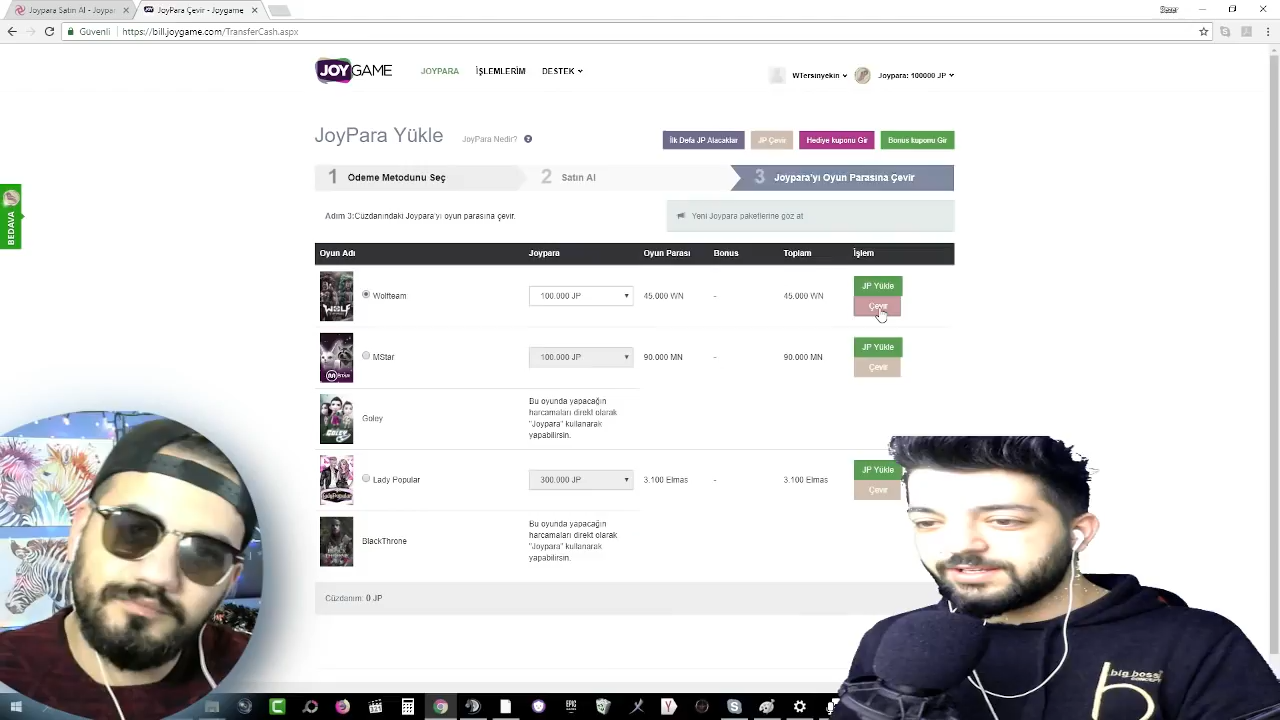 Joypara Satın Al - Joypar
JoyPara Çevir - Joygame
Güvenli
https://bill.joygame.com/TransferCash.aspx
JOYGAME
JOYPARA
İŞLEMLERİM
DESTEK
WTersinyekin
Joypara: 100000 JP
JoyPara Yükle
JoyPara Nedir?
İlk Defa JP Alacaklar
JP Çevir
Hediye kuponu Gir
Bonus kuponu Gir
1 Ödeme Metodunu Seç
2 Satın Al
3 Joypara'yı Oyun Parasına Çevir
BEDAVA
Adım 3:Cüzdanındaki Joypara'yı oyun parasına çevir.
Yeni Joypara paketlerine göz at
Oyun Adı Joypara Oyun Parası Bonus Toplam İşlem
Wolfteam 100.000 JP 45.000 WN - 45.000 WN
JP Yükle
Çevir
MStar 100.000 JP 90.000 MN - 90.000 MN
JP Yükle
Çevir
Goley
Bu oyunda yapacağın
harcamaları direkt olarak
"Joypara" kullanarak
yapabilirsin.
Lady Popular 300.000 JP 3.100 Elmas - 3.100 Elmas
JP Yükle
Çevir
BlackThrone
Bu oyunda yapacağın
harcamaları direkt olarak
"Joypara" kullanarak
yapabilirsin.
Cüzdanım: 0 JP
big boss
CONCEPT
b